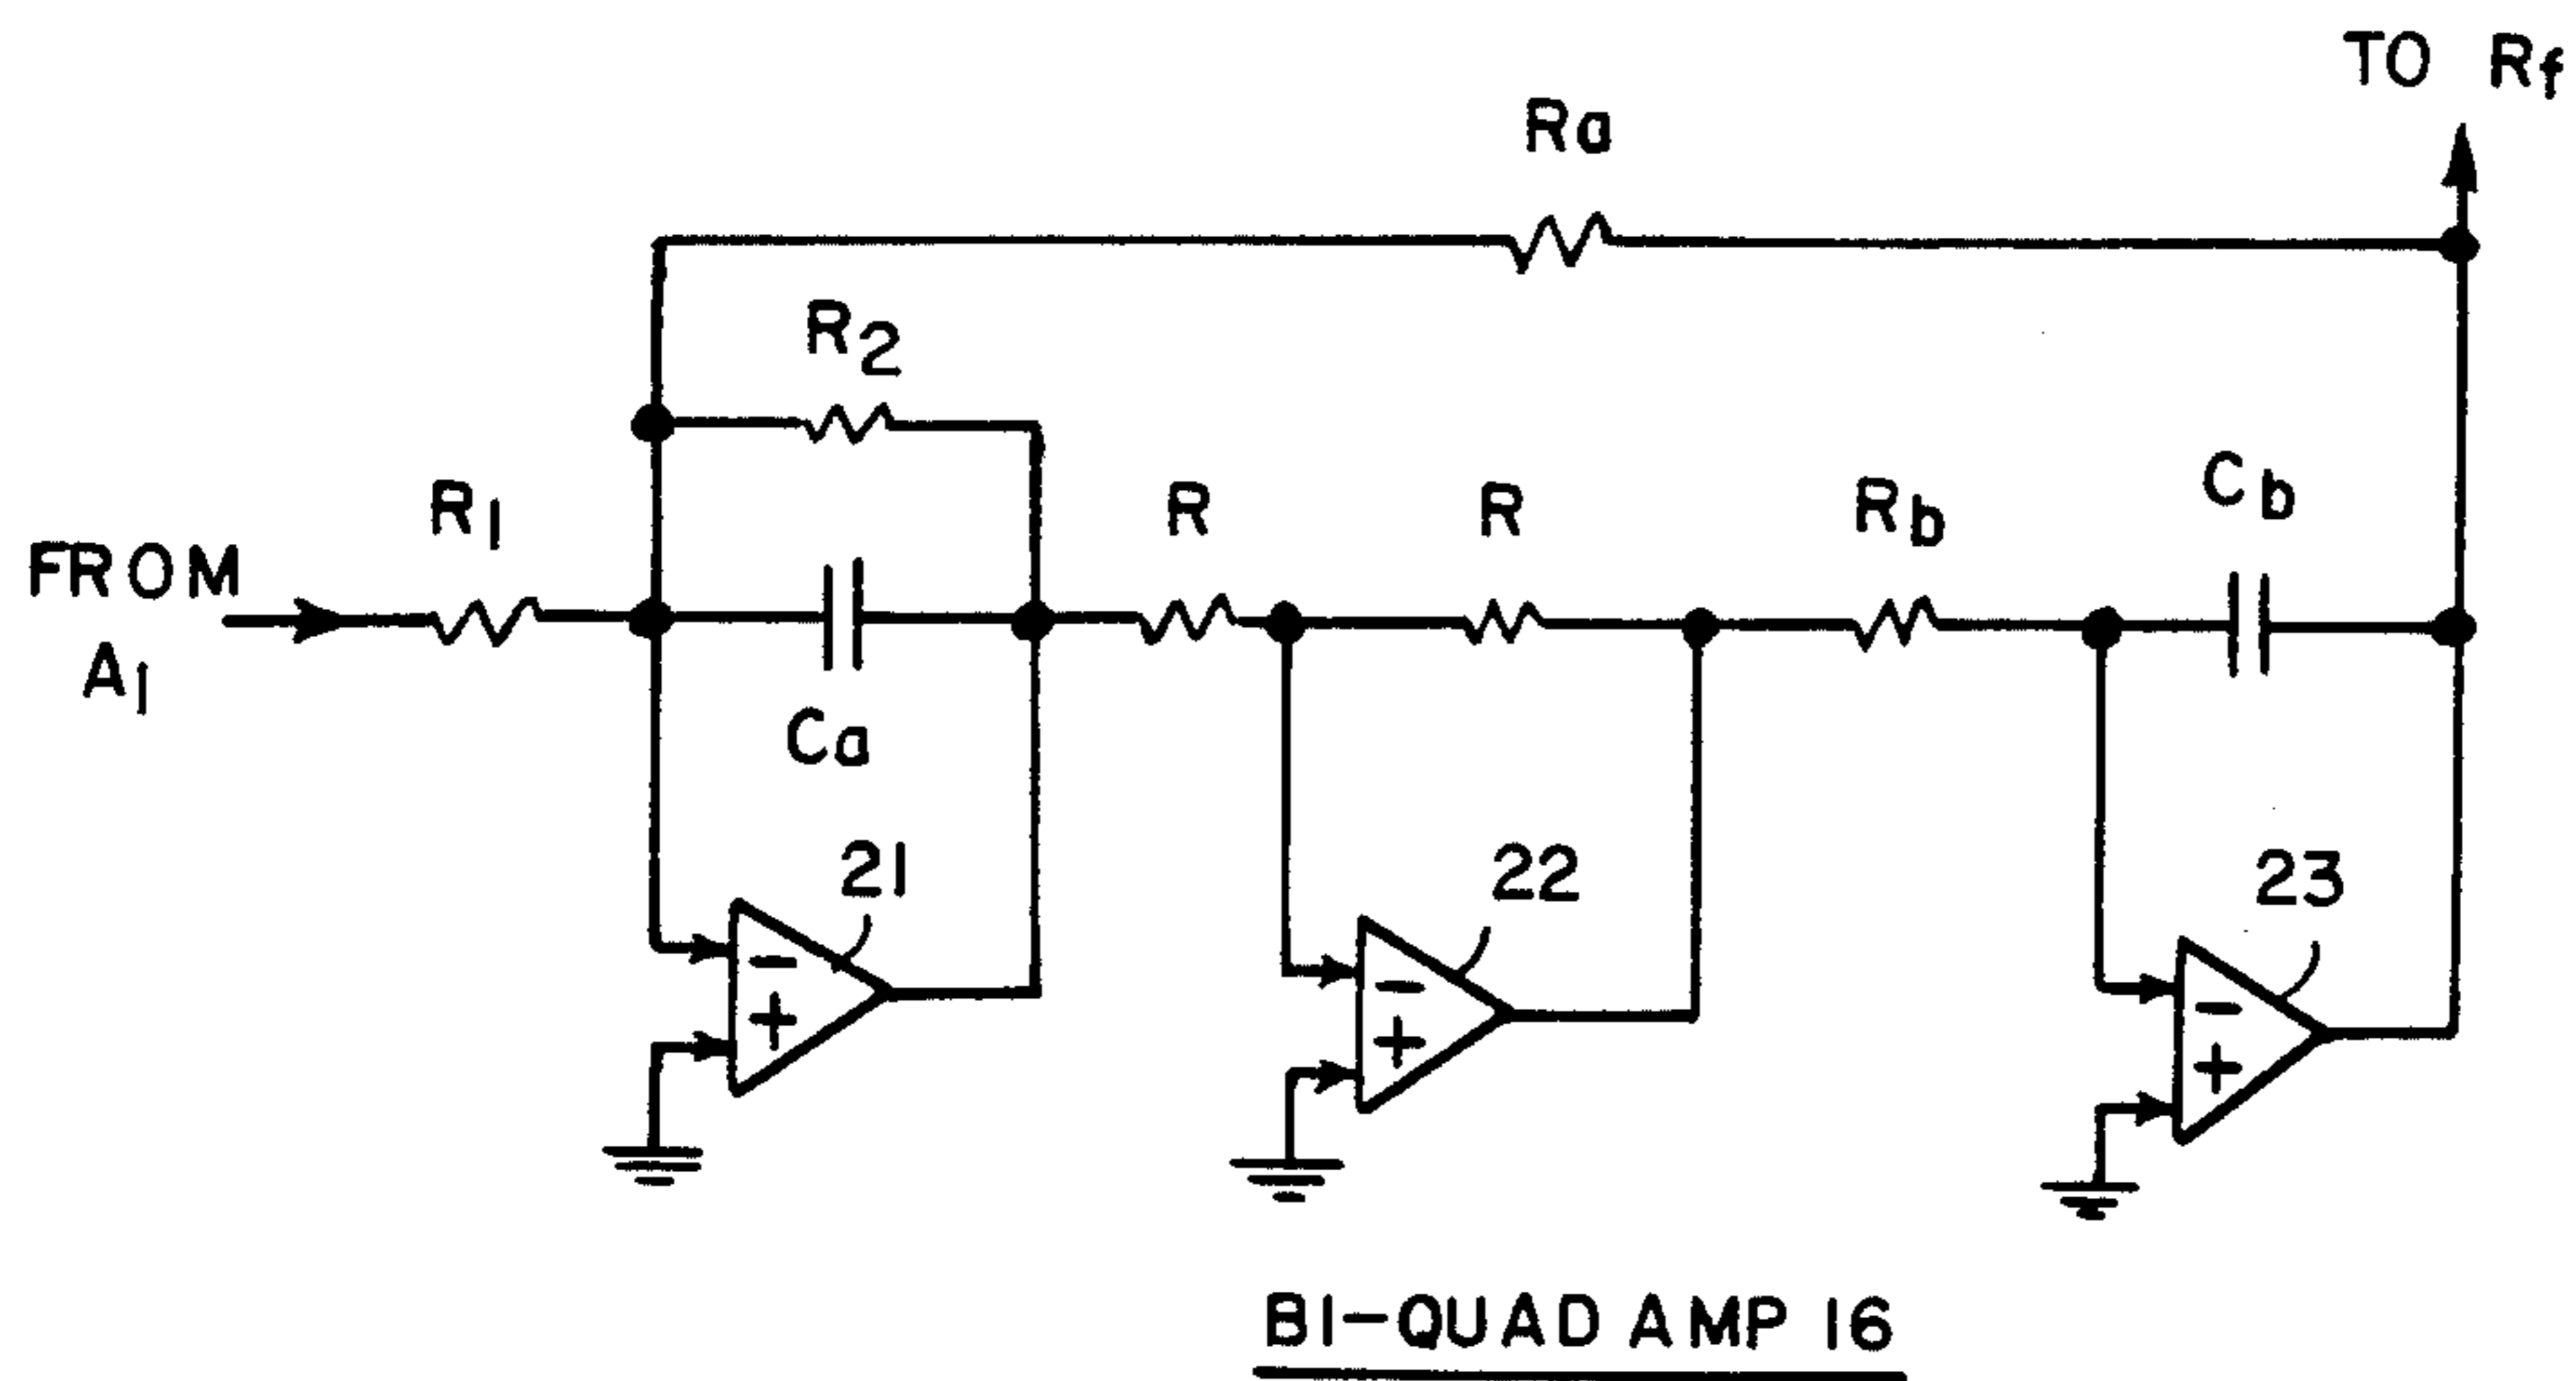 TO Rf
Ra
R2
R1
R
R
Rb
Cb
FROM
A1
Ca
21
22
23
−
+
−
+
−
+
BI-QUAD AMP 16